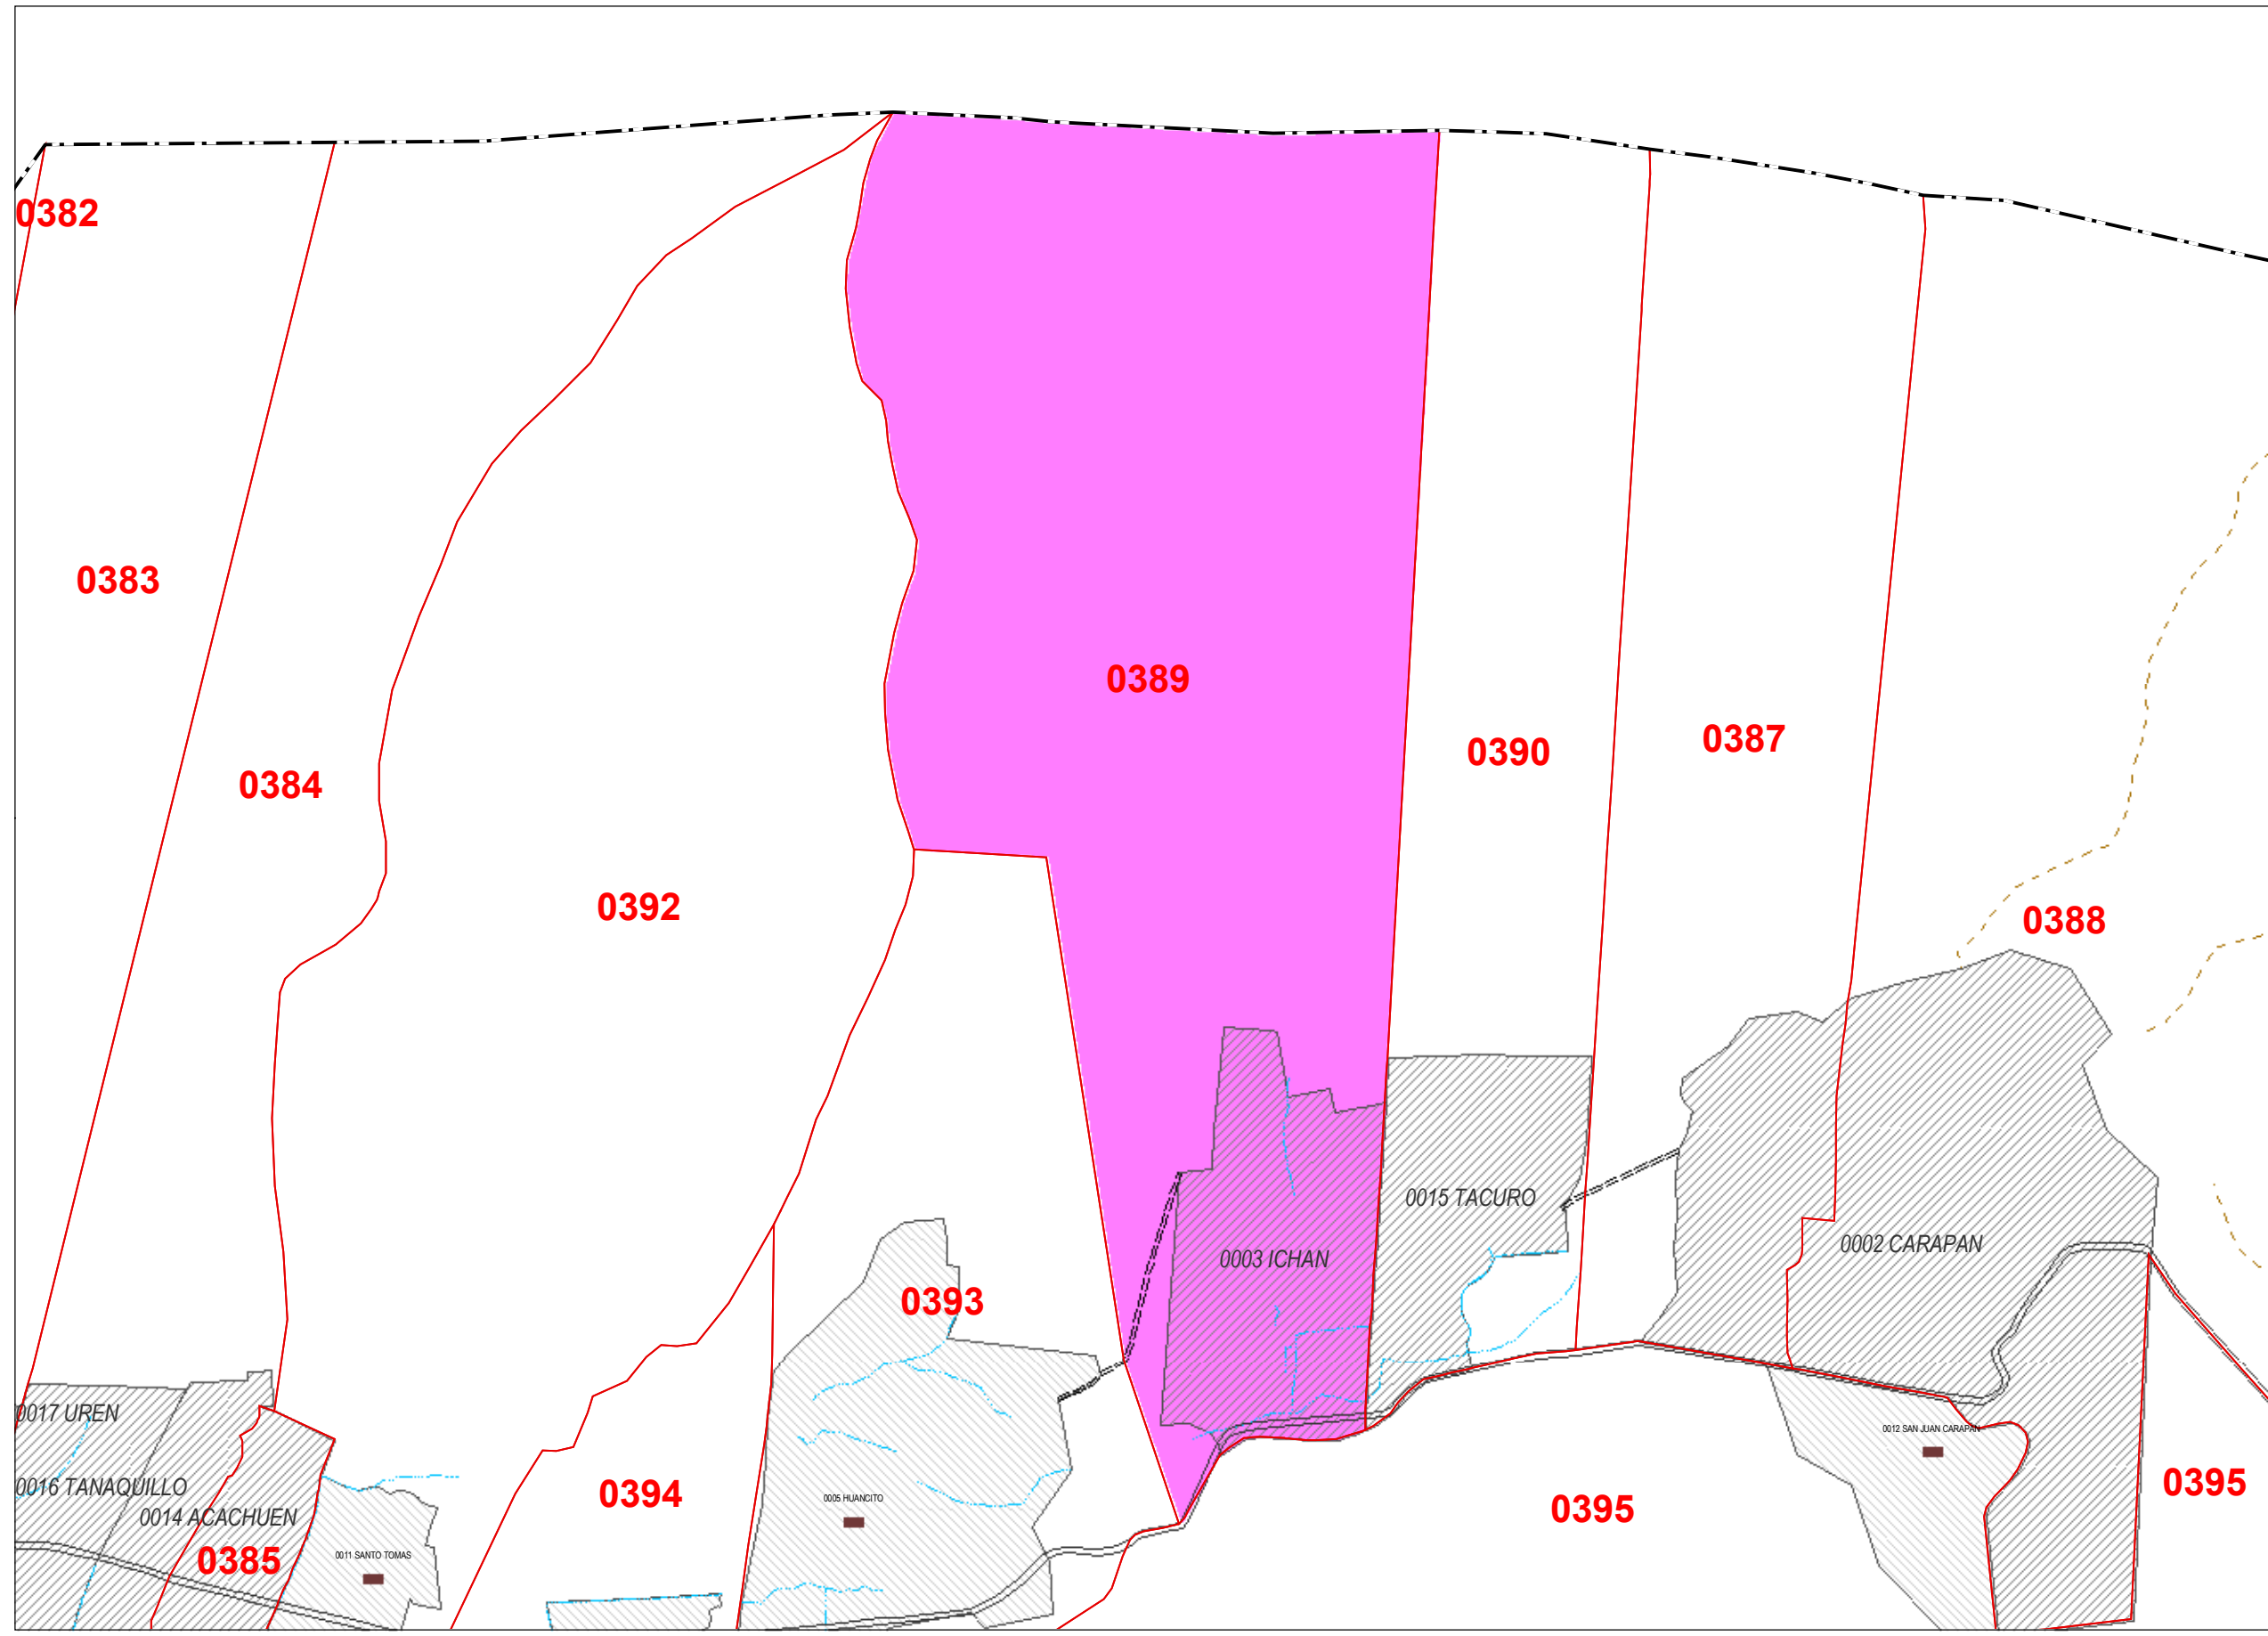 0382
0383
0389
0387
0390
0384
0392
0388
0015 TACURO
0002 CARAPAN
0003 ICHAN
0393
0017 UREN
0012 SAN JUAN CARAPAN
0395
0016 TANAQUILLO
0394
0005 HUANCITO
0395
0014 ACACHUEN
0011 SANTO TOMAS
0385